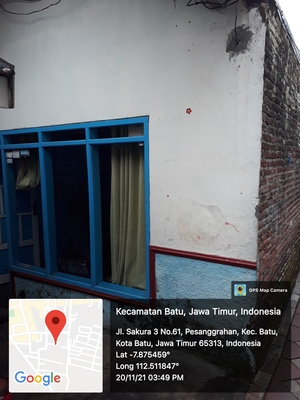 GPS Map Camera
Kecamatan Batu, Jawa Timur, Indonesia
Jl. Sakura 3 No.61, Pesanggrahan, Kec. Batu,
Kota Batu, Jawa Timur 65313, Indonesia
Lat -7.875459°
Long 112.511847°
20/11/21 03:49 PM
Google